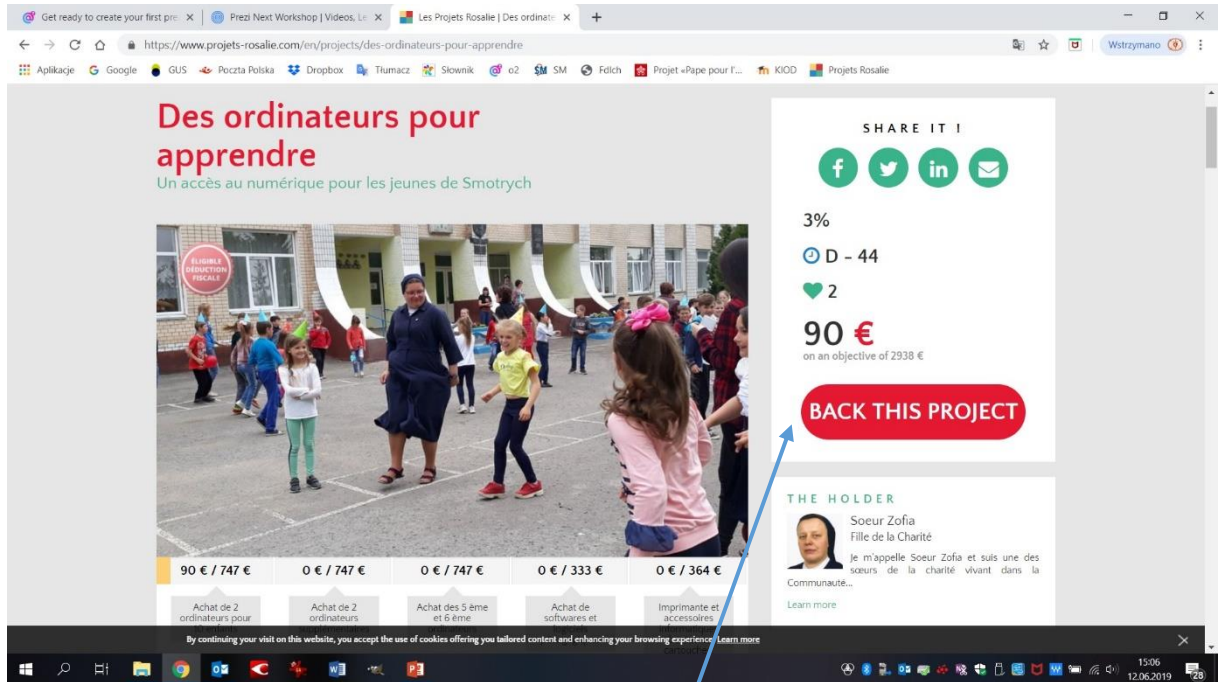 Get ready to create your first pre
Prezi Next Workshop | Videos, Le
Les Projets Rosalie | Des ordinate
https://www.projets-rosalie.com/en/projects/des-ordinateurs-pour-apprendre
Wstrzymano
Aplikacje
Google
GUS
Poczta Polska
Dropbox
Tłumacz
Słownik
o2
SM
FdIch
Projet «Pape pour l'...
KIOD
Projets Rosalie
Des ordinateurs pour
apprendre
Un accès au numérique pour les jeunes de Smotrych
ÉLIGIBLE
DÉDUCTION
FISCALE
90 € / 747 €
0 € / 747 €
0 € / 747 €
0 € / 333 €
0 € / 364 €
Achat de 2
ordinateurs pour
Achat de 2
ordinateurs
Achat des 5 ème
et 6 ème
Achat de
softwares et
Imprimante et
accessoires
SHARE IT !
3%
D - 44
2
90 €
on an objective of 2938 €
BACK THIS PROJECT
THE HOLDER
Soeur Zofia
Fille de la Charité
Je m'appelle Soeur Zofia et suis une des
sœurs de la charité vivant dans la
Communauté...
Learn more
By continuing your visit on this website, you accept the use of cookies offering you tailored content and enhancing your browsing experience. Learn more
15:06
12.06.2019
28